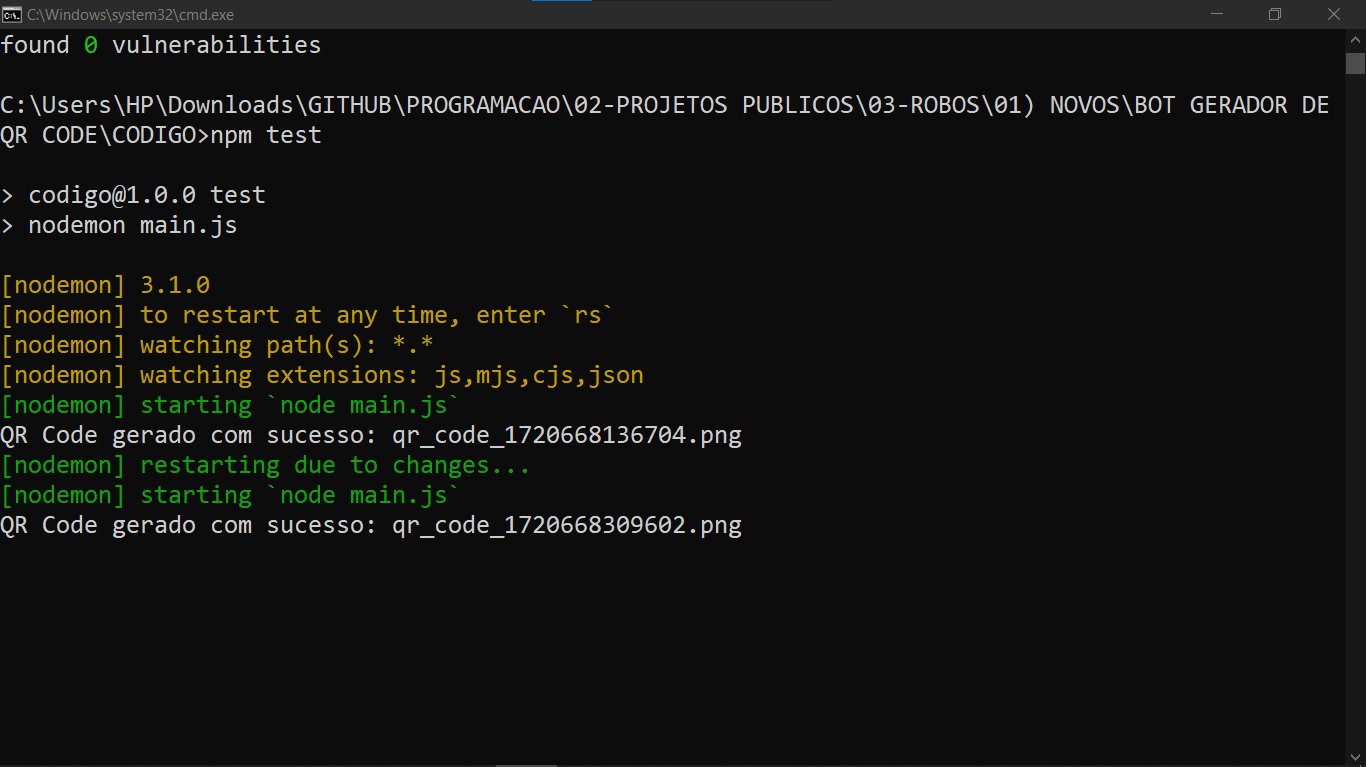 C:\Windows\system32\cmd.exe
found 0 vulnerabilities
C:\Users\HP\Downloads\GITHUB\PROGRAMACAO\02-PROJETOS PUBLICOS\03-ROBOS\01) NOVOS\BOT GERADOR DE
QR CODE\CODIGO>npm test
> codigo@1.0.0 test
> nodemon main.js
[nodemon] 3.1.0
[nodemon] to restart at any time, enter `rs`
[nodemon] watching path(s): *.*
[nodemon] watching extensions: js,mjs,cjs,json
[nodemon] starting `node main.js`
QR Code gerado com sucesso: qr_code_1720668136704.png
[nodemon] restarting due to changes...
[nodemon] starting `node main.js`
QR Code gerado com sucesso: qr_code_1720668309602.png